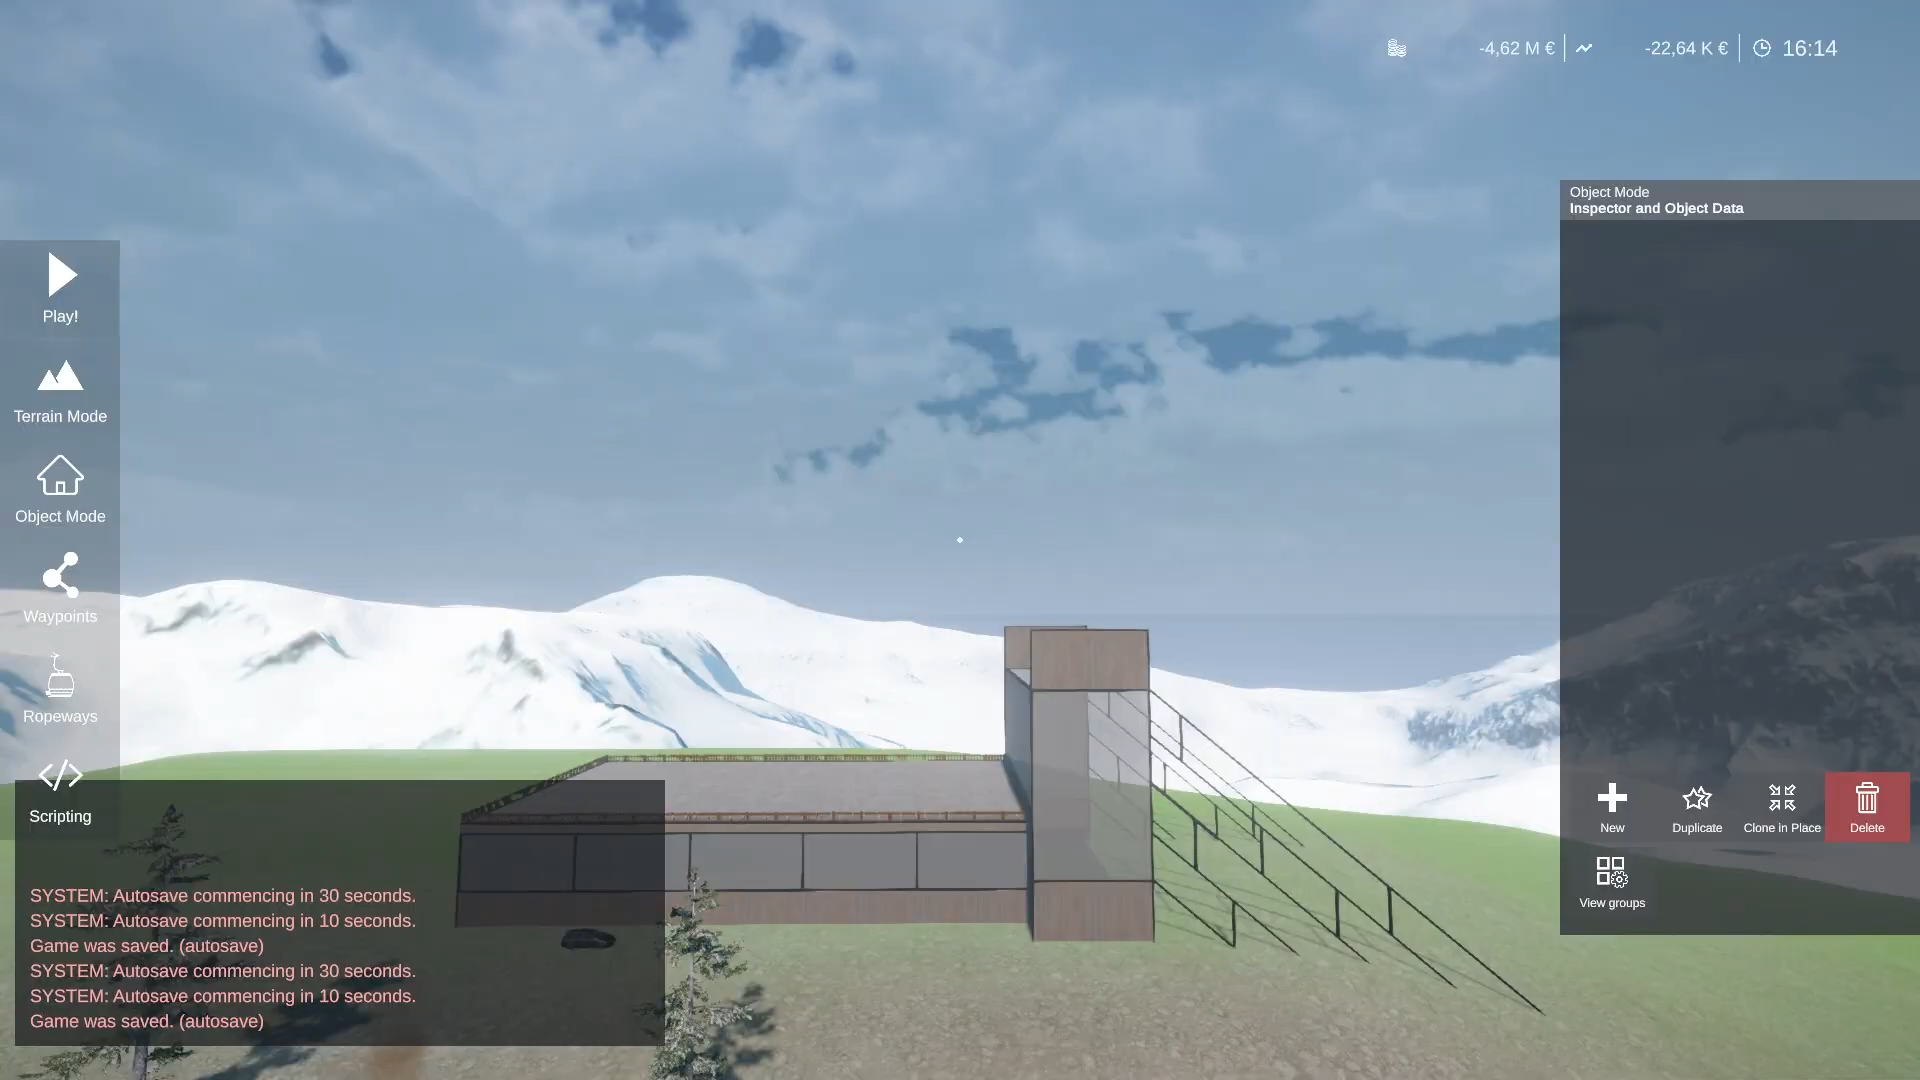 -4,62 M €
-22,64 K €
16:14
Object Mode
Inspector and Object Data
Play!
Terrain Mode
Object Mode
Waypoints
Ropeways
Scripting
New
Duplicate
Clone in Place
Delete
View groups
SYSTEM: Autosave commencing in 30 seconds.
SYSTEM: Autosave commencing in 10 seconds.
Game was saved. (autosave)
SYSTEM: Autosave commencing in 30 seconds.
SYSTEM: Autosave commencing in 10 seconds.
Game was saved. (autosave)